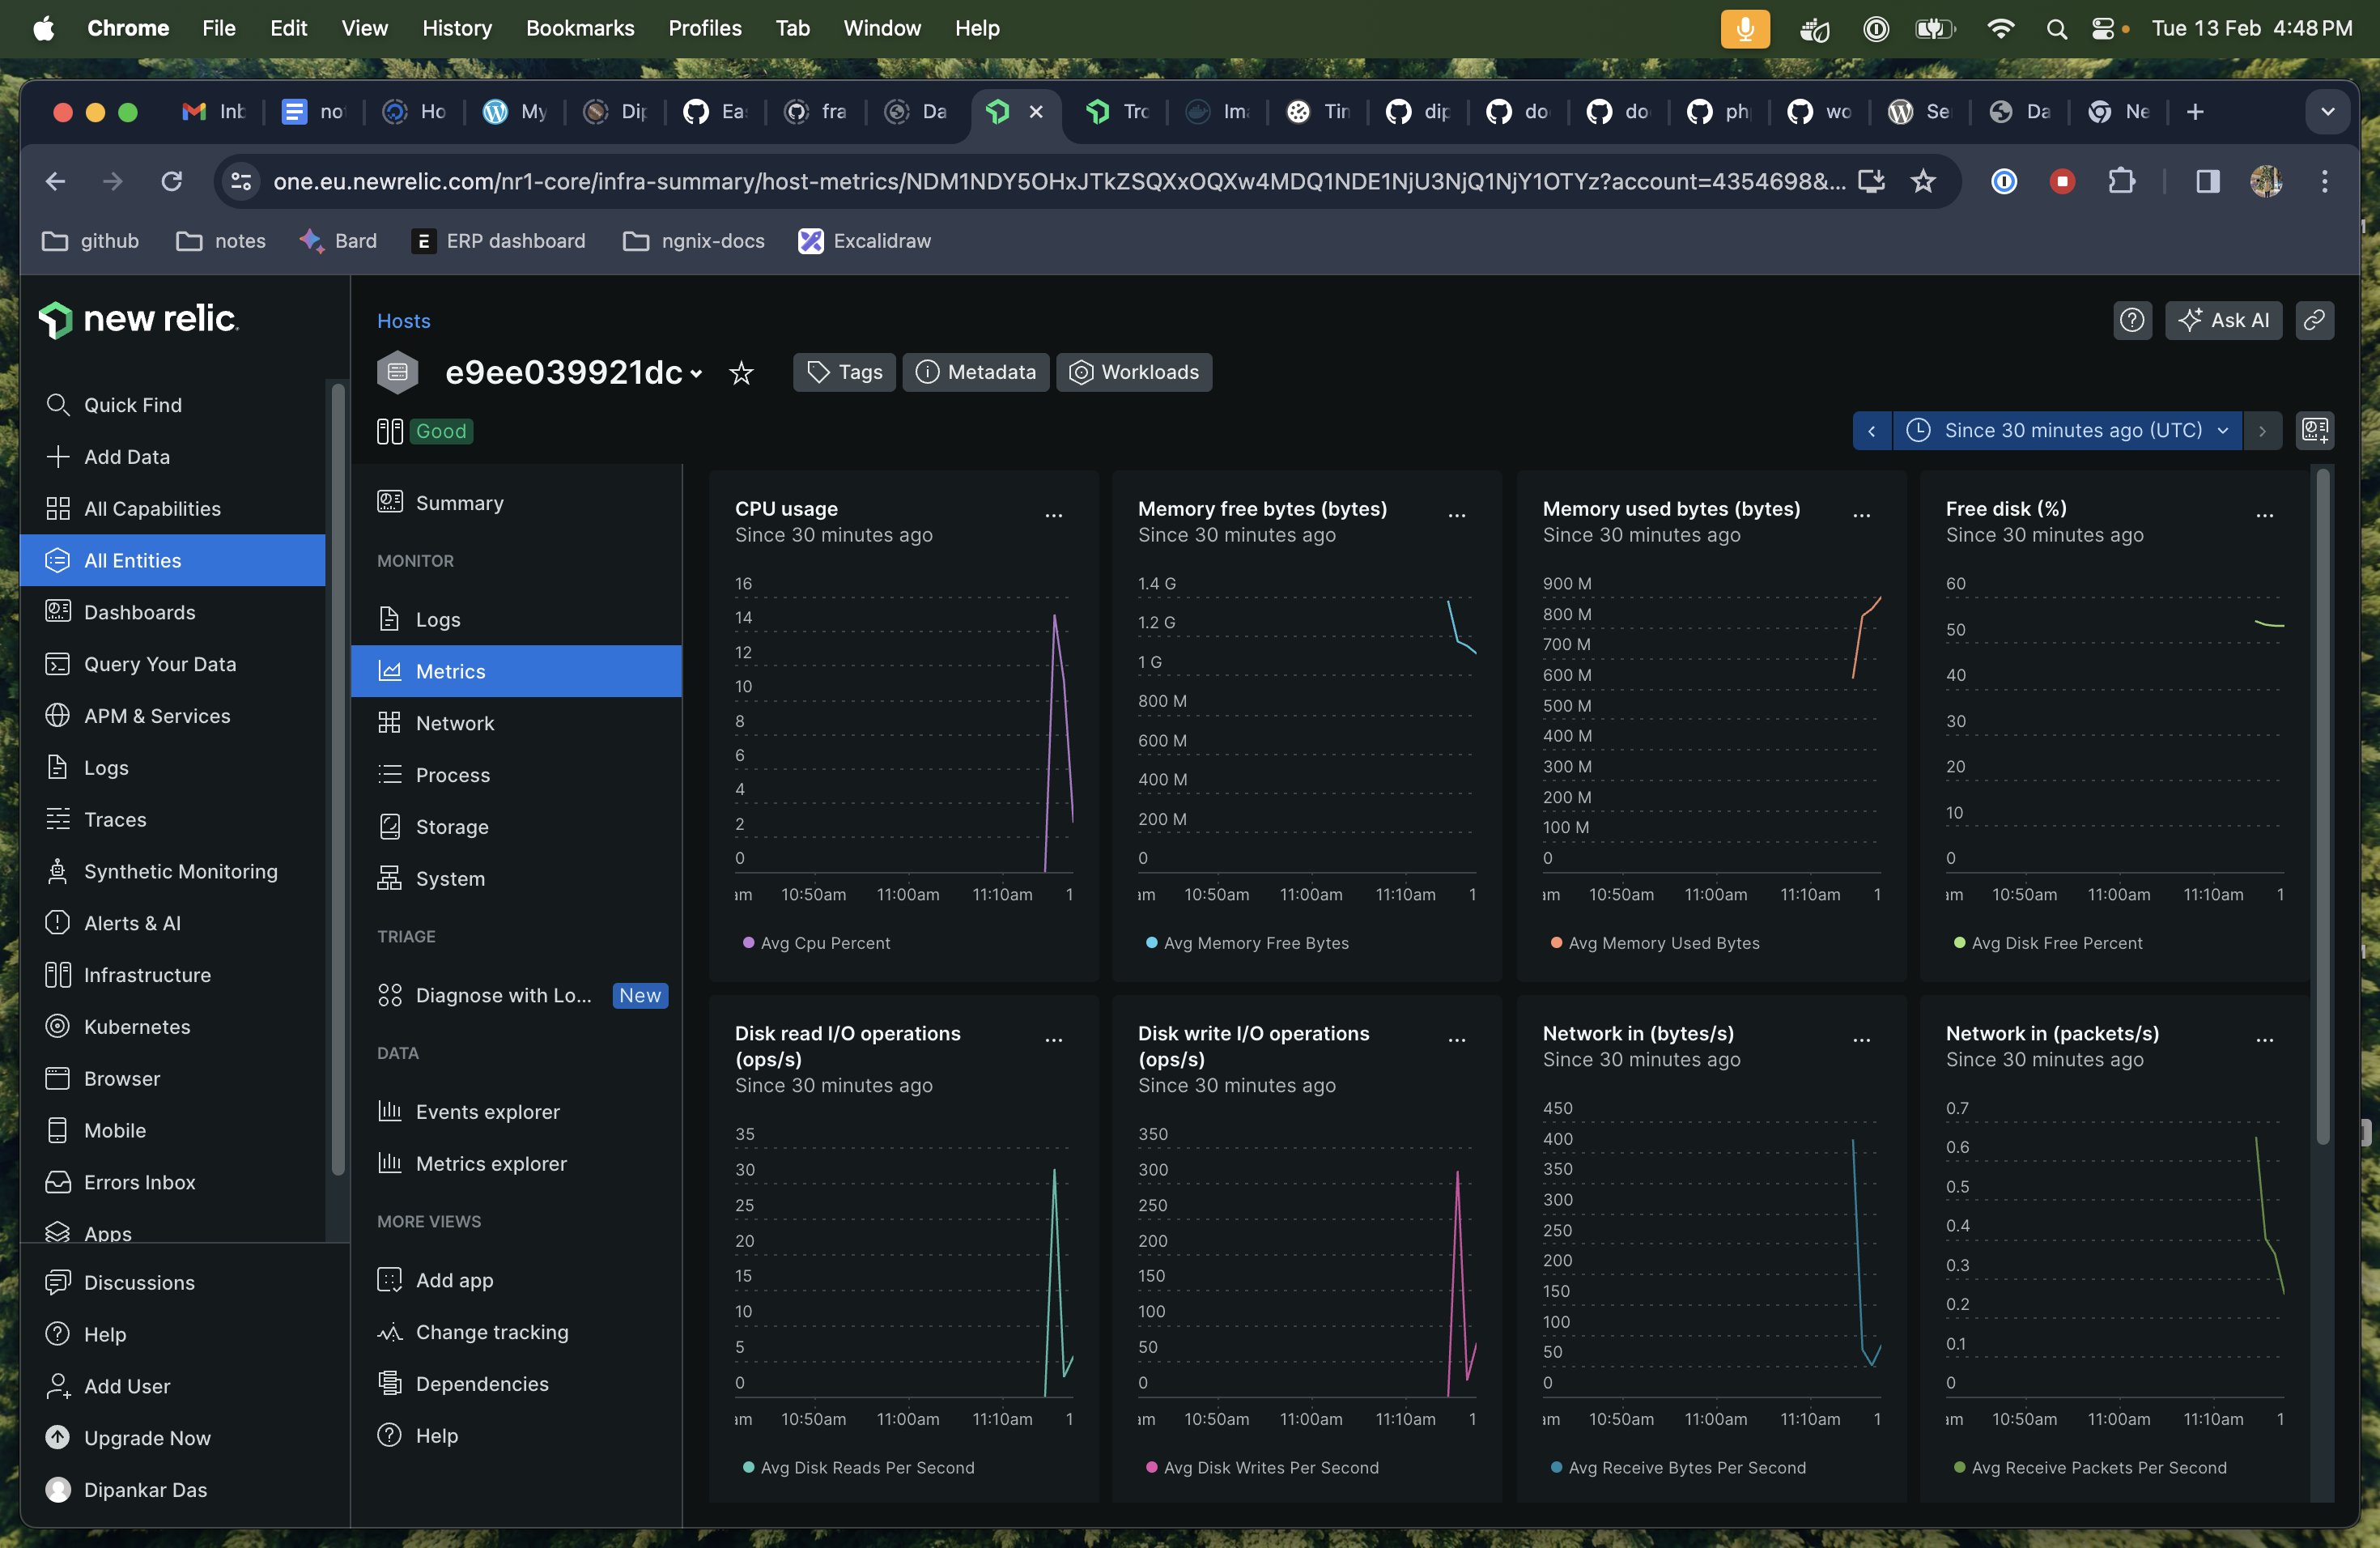 Chrome File Edit View History Bookmarks Profiles Tab Window Help Tue 13 Feb 4:48 PM
Inb no Ho My Dip Ea fra Da Tro Im Tin dip do do ph wo Se Da Ne
one.eu.newrelic.com/nr1-core/infra-summary/host-metrics/NDM1NDY5OHxJTkZSQXxOQXw4MDQ1NDE1NjU3NjQ1NjY1OTYz?account=4354698&...
github notes Bard E ERP dashboard ngnix-docs Excalidraw
new relic.
Quick Find
Add Data
All Capabilities
All Entities
Dashboards
Query Your Data
APM & Services
Logs
Traces
Synthetic Monitoring
Alerts & AI
Infrastructure
Kubernetes
Browser
Mobile
Errors Inbox
Apps
Discussions
Help
Add User
Upgrade Now
Dipankar Das
Hosts
Ask AI
e9ee039921dc
Tags Metadata Workloads
Good
Since 30 minutes ago (UTC)
Summary
MONITOR
Logs
Metrics
Network
Process
Storage
System
TRIAGE
Diagnose with Lo... New
DATA
Events explorer
Metrics explorer
MORE VIEWS
Add app
Change tracking
Dependencies
Help
CPU usage ...
Since 30 minutes ago
16
14
12
10
8
6
4
2
0
am 10:50am 11:00am 11:10am 1
Avg Cpu Percent
Memory free bytes (bytes) ...
Since 30 minutes ago
1.4 G
1.2 G
1 G
800 M
600 M
400 M
200 M
0
am 10:50am 11:00am 11:10am 1
Avg Memory Free Bytes
Memory used bytes (bytes) ...
Since 30 minutes ago
900 M
800 M
700 M
600 M
500 M
400 M
300 M
200 M
100 M
0
am 10:50am 11:00am 11:10am 1
Avg Memory Used Bytes
Free disk (%) ...
Since 30 minutes ago
60
50
40
30
20
10
0
am 10:50am 11:00am 11:10am 1
Avg Disk Free Percent
Disk read I/O operations ...
(ops/s)
Since 30 minutes ago
35
30
25
20
15
10
5
0
am 10:50am 11:00am 11:10am 1
Avg Disk Reads Per Second
Disk write I/O operations ...
(ops/s)
Since 30 minutes ago
350
300
250
200
150
100
50
0
am 10:50am 11:00am 11:10am 1
Avg Disk Writes Per Second
Network in (bytes/s) ...
Since 30 minutes ago
450
400
350
300
250
200
150
100
50
0
am 10:50am 11:00am 11:10am 1
Avg Receive Bytes Per Second
Network in (packets/s) ...
Since 30 minutes ago
0.7
0.6
0.5
0.4
0.3
0.2
0.1
0
am 10:50am 11:00am 11:10am 1
Avg Receive Packets Per Second